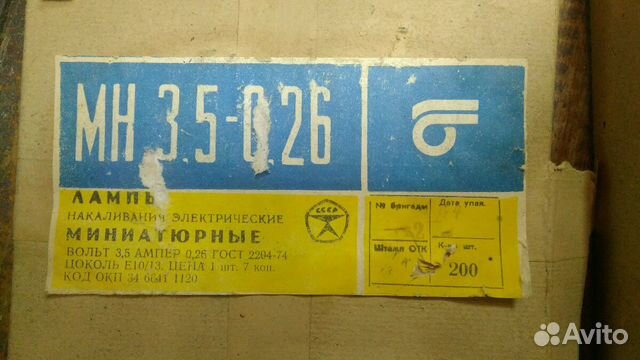 МН 3.5-0,26
ЛАМПЫ
НАКАЛИВАНИЯ ЭЛЕКТРИЧЕСКИЕ
МИНИАТЮРНЫЕ
ВОЛЬТ 3,5 АМПЕР 0,26 ГОСТ 2204-74
ЦОКОЛЬ Е10/13. ЦЕНА 1 шт. 7 коп.
КОД ОКП 34 6641 1120
СССР
№ бригады
Дата упак.
Штамп ОТК
шт.
200
Avito